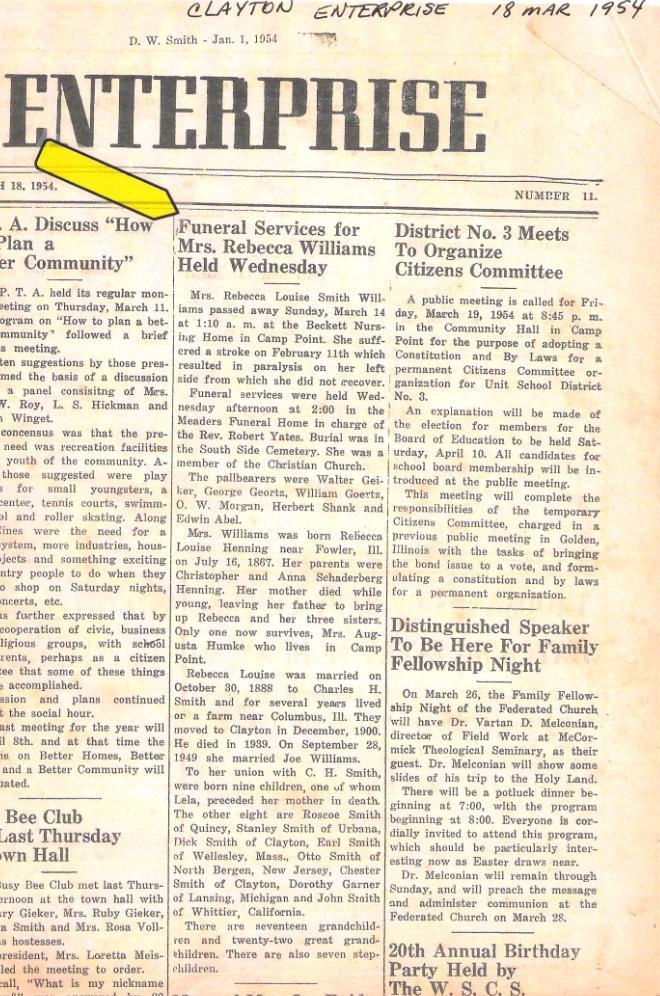 CLAYTON ENTERPRISE 18 MAR 1954
D. W. Smith - Jan. 1, 1954
ENTERPRISE
H 18, 1954.
NUMBER 11.
. A. Discuss "How
Plan a
er Community"
P. T. A. held its regular mon-
eeting on Thursday, March 11.
ogram on "How to plan a bet-
mmunity" followed a brief
s meeting.
ten suggestions by those pres-
med the basis of a discussion
a panel consisitng of Mrs.
W. Roy, L. S. Hickman and
Winget.
concensus was that the pre-
need was recreation facilities
youth of the community. A-
those suggested were play
s for small youngsters, a
center, tennis courts, swimm-
ol and roller skating. Along
lines were the need for a
system, more industries, hous-
ojects and something exciting
ntry people to do when they
o shop on Saturday nights,
oncerts, etc.
as further expressed that by
cooperation of civic, business
ligious groups, with school
rents, perhaps as a citizen
tee that some of these things
e accomplished.
ssion and plans continued
t the social hour.
ast meeting for the year will
il 8th. and at that time the
ns on Better Homes, Better
and a Better Community will
uated.
Bee Club
Last Thursday
own Hall
Busy Bee Club met last Thurs-
ernoon at the town hall with
ary Gieker, Mrs. Ruby Gieker,
a Smith and Mrs. Rosa Voll-
s hostesses.
president, Mrs. Loretta Meis-
led the meeting to order.
call, "What is my nickname
Funeral Services for
Mrs. Rebecca Williams
Held Wednesday
Mrs. Rebecca Louise Smith Will-
iams passed away Sunday, March 14
at 1:10 a. m. at the Beckett Nurs-
ing Home in Camp Point. She suff-
ered a stroke on February 11th which
resulted in paralysis on her left
side from which she did not recover.
Funeral services were held Wed-
nesday afternoon at 2:00 in the
Meaders Funeral Home in charge of
the Rev. Robert Yates. Burial was in
the South Side Cemetery. She was a
member of the Christian Church.
The pallbearers were Walter Gei-
ker, George Geortz, William Goertz,
O. W. Morgan, Herbert Shank and
Edwin Abel.
Mrs. Williams was born Rebecca
Louise Henning near Fowler, Ill.
on July 16, 1867. Her parents were
Christopher and Anna Schaderberg
Henning. Her mother died while
young, leaving her father to bring
up Rebecca and her three sisters.
Only one now survives, Mrs. Aug-
usta Humke who lives in Camp
Point.
Rebecca Louise was married on
October 30, 1888 to Charles H.
Smith and for several years lived
or a farm near Columbus, Ill. They
moved to Clayton in December, 1900.
He died in 1939. On September 28,
1949 she married Joe Williams.
To her union with C. H. Smith,
were born nine children, one of whom
Lela, preceded her mother in death.
The other eight are Roscoe Smith
of Quincy, Stanley Smith of Urbana,
Dick Smith of Clayton, Earl Smith
of Wellesley, Mass., Otto Smith of
North Bergen, New Jersey, Chester
Smith of Clayton, Dorothy Garner
of Lansing, Michigan and John Smith
of Whittier, California.
There are seventeen grandchild-
ren and twenty-two great grand-
children. There are also seven step-
children.
District No. 3 Meets
To Organize
Citizens Committee
A public meeting is called for Fri-
day, March 19, 1954 at 8:45 p. m.
in the Community Hall in Camp
Point for the purpose of adopting a
Constitution and By Laws for a
permanent Citizens Committee or-
ganization for Unit School District
No. 3.
An explanation will be made of
the election for members for the
Board of Education to be held Sat-
urday, April 10. All candidates for
school board membership will be in-
troduced at the public meeting.
This meeting will complete the
responsibilities of the temporary
Citizens Committee, charged in a
previous public meeting in Golden,
Illinois with the tasks of bringing
the bond issue to a vote, and form-
ulating a constitution and by laws
for a permanent organization.
Distinguished Speaker
To Be Here For Family
Fellowship Night
On March 26, the Family Fellow-
ship Night of the Federated Church
will have Dr. Vartan D. Melconian,
director of Field Work at McCor-
mick Theological Seminary, as their
guest. Dr. Melconian will show some
slides of his trip to the Holy Land.
There will be a potluck dinner be-
ginning at 7:00, with the program
beginning at 8:00. Everyone is cor-
dially invited to attend this program,
which should be particularly inter-
esting now as Easter draws near.
Dr. Melconian wlil remain through
Sunday, and will preach the message
and administer communion at the
Federated Church on March 28.
20th Annual Birthday
Party Held by
The W. S. C. S.